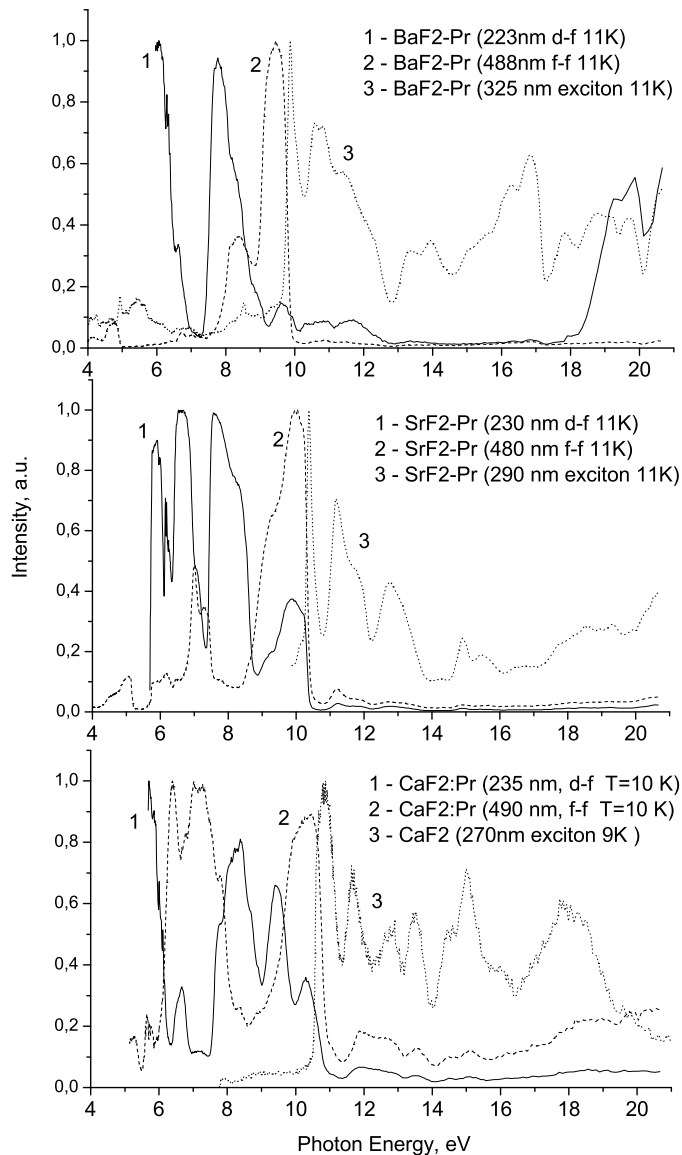 1 - BaF2-Pr (223nm d-f 11K)
2 - BaF2-Pr (488nm f-f 11K)
3 - BaF2-Pr (325 nm exciton 11K)
1
2
3
1,0
0,8
0,6
0,4
0,2
0,0
4 6 8 10 12 14 16 18 20
1 - SrF2-Pr (230 nm d-f 11K)
2 - SrF2-Pr (480 nm f-f 11K)
3 - SrF2-Pr (290 nm exciton 11K)
1
2
3
1,0
0,8
0,6
0,4
0,2
0,0
4 6 8 10 12 14 16 18 20
Intensity, a.u.
1 - CaF2:Pr (235 nm, d-f T=10 K)
2 - CaF2:Pr (490 nm, f-f T=10 K)
3 - CaF2 (270nm exciton 9K )
1
2
3
1,0
0,8
0,6
0,4
0,2
0,0
4 6 8 10 12 14 16 18 20
Photon Energy, eV